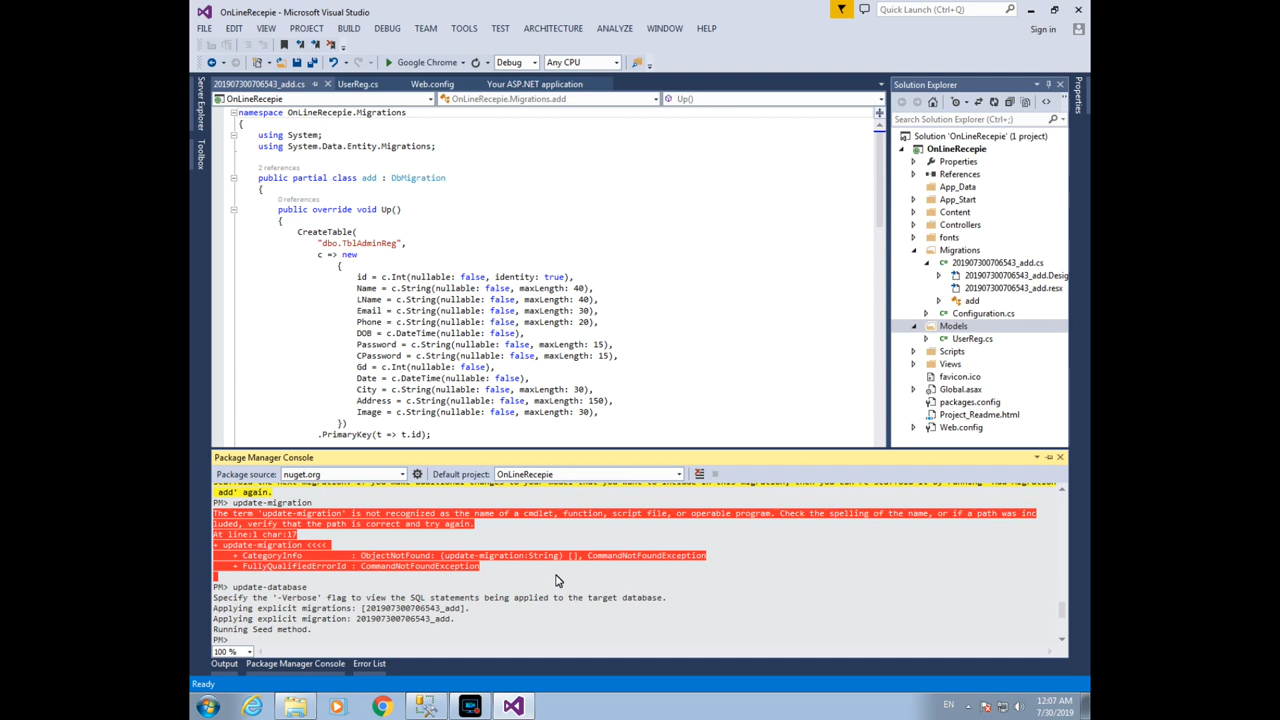 OnLineRecepie - Microsoft Visual Studio
Quick Launch (Ctrl+Q)
FILE EDIT VIEW PROJECT BUILD DEBUG TEAM TOOLS TEST ARCHITECTURE ANALYZE WINDOW HELP
Sign in
Google Chrome Debug Any CPU
Server Explorer
Toolbox
201907300706543_add.cs UserReg.cs Web.config Your ASP.NET application
OnLineRecepie OnLineRecepie.Migrations.add Up()
namespace OnLineRecepie.Migrations
{
using System;
using System.Data.Entity.Migrations;
2 references
public partial class add : DbMigration
{
0 references
public override void Up()
{
CreateTable(
"dbo.TblAdminReg",
c => new
{
id = c.Int(nullable: false, identity: true),
Name = c.String(nullable: false, maxLength: 40),
LName = c.String(nullable: false, maxLength: 40),
Email = c.String(nullable: false, maxLength: 30),
Phone = c.String(nullable: false, maxLength: 20),
DOB = c.DateTime(nullable: false),
Password = c.String(nullable: false, maxLength: 15),
CPassword = c.String(nullable: false, maxLength: 15),
Gd = c.Int(nullable: false),
Date = c.DateTime(nullable: false),
City = c.String(nullable: false, maxLength: 30),
Address = c.String(nullable: false, maxLength: 150),
Image = c.String(nullable: false, maxLength: 30),
})
.PrimaryKey(t => t.id);
Solution Explorer
Search Solution Explorer (Ctrl+;)
Solution 'OnLineRecepie' (1 project)
OnLineRecepie
Properties
References
App_Data
App_Start
Content
Controllers
fonts
Migrations
201907300706543_add.cs
201907300706543_add.Desig
201907300706543_add.resx
add
Configuration.cs
Models
UserReg.cs
Scripts
Views
favicon.ico
Global.asax
packages.config
Project_Readme.html
Web.config
Properties
Package Manager Console
Package source: nuget.org Default project: OnLineRecepie
add' again.
PM> update-migration
The term 'update-migration' is not recognized as the name of a cmdlet, function, script file, or operable program. Check the spelling of the name, or if a path was inc
luded, verify that the path is correct and try again.
At line:1 char:17
+ update-migration <<<<
+ CategoryInfo : ObjectNotFound: (update-migration:String) [], CommandNotFoundException
+ FullyQualifiedErrorId : CommandNotFoundException
PM> update-database
Specify the '-Verbose' flag to view the SQL statements being applied to the target database.
Applying explicit migrations: [201907300706543_add].
Applying explicit migration: 201907300706543_add.
Running Seed method.
PM>
100 %
Output Package Manager Console Error List
Ready
EN
12:07 AM
7/30/2019